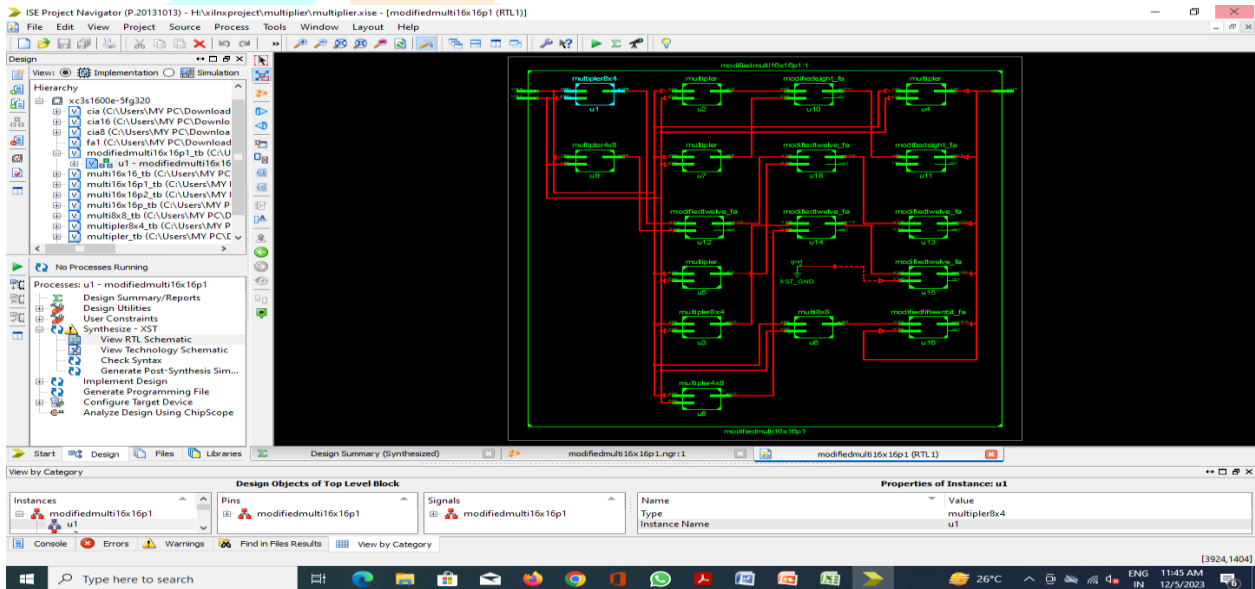 ISE Project Navigator (P.20131013) - H:\xilnxproject\multiplier\multiplier.xise - [modifiedmulti16x16p1 (RTL1)]
File Edit View Project Source Process Tools Window Layout Help
Design
View: Implementation Simulation
Hierarchy
xc3s1600e-5fg320
cia (C:\Users\MY PC\Download
cia16 (C:\Users\MY PC\Downlo
cia8 (C:\Users\MY PC\Downloa
fa1 (C:\Users\MY PC\Download
modifiedmulti16x16p1_tb (C:\U
u1 - modifiedmulti16x16
multi16x16_tb (C:\Users\MY PC
multi16x16p1_tb (C:\Users\MY
multi16x16p2_tb (C:\Users\MY
multi16x16p_tb (C:\Users\MY P
multi8x8_tb (C:\Users\MY PC\D
multipler8x4_tb (C:\Users\MY P
multipler_tb (C:\Users\MY PC\D
No Processes Running
Processes: u1 - modifiedmulti16x16p1
Design Summary/Reports
Design Utilities
User Constraints
Synthesize - XST
View RTL Schematic
View Technology Schematic
Check Syntax
Generate Post-Synthesis Sim...
Implement Design
Generate Programming File
Configure Target Device
Analyze Design Using ChipScope
modifiedmulti16x16p1:1
multipler8x4 multipler modifiedeight_fa multipler
u1 u2 u10 u4
multipler4x8 multipler modifiedtwelve_fa modifiedeight_fa
u9 u7 u11
modifiedtwelve_fa modifiedtwelve_fa modifiedtwelve_fa
u12 u14 u13
multipler gnd modifiedtwelve_fa
u5 XST_GND u15
multipler8x4 multi8x8 modifiedfifteenbit_fa
u3 u6 u16
multipler4x8
u8
modifiedmulti16x16p1
Start Design Files Libraries Design Summary (Synthesized) modifiedmulti16x16p1.ngr:1 modifiedmulti16x16p1 (RTL1)
View by Category
Design Objects of Top Level Block Properties of Instance: u1
Instances Pins Signals Name Value
modifiedmulti16x16p1 modifiedmulti16x16p1 modifiedmulti16x16p1 Type multipler8x4
u1 Instance Name u1
Console Errors Warnings Find in Files Results View by Category
[3924,1404]
Type here to search 26°C ENG 11:45 AM
IN 12/5/2023